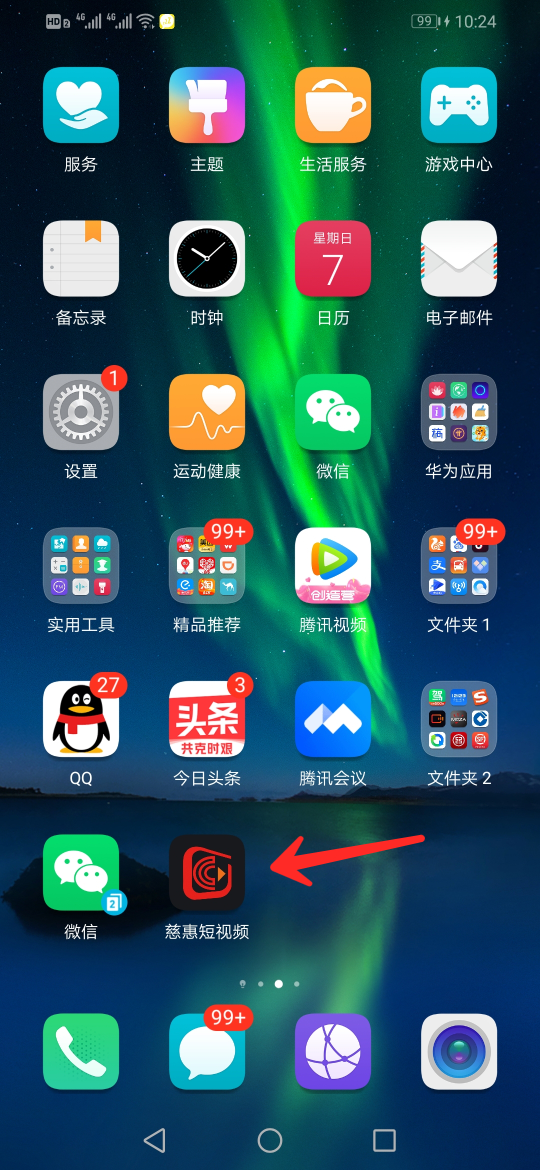 HD 2 4G 4G 99 10:24
服务 主题 生活服务 游戏中心
星期日
7
备忘录 时钟 日历 电子邮件
1
设置 运动健康 微信 华为应用
99+ 99+
创造营
实用工具 精品推荐 腾讯视频 文件夹 1
27 3
头条
共克时艰
QQ 今日头条 腾讯会议 文件夹 2
2
微信 慈惠短视频
99+